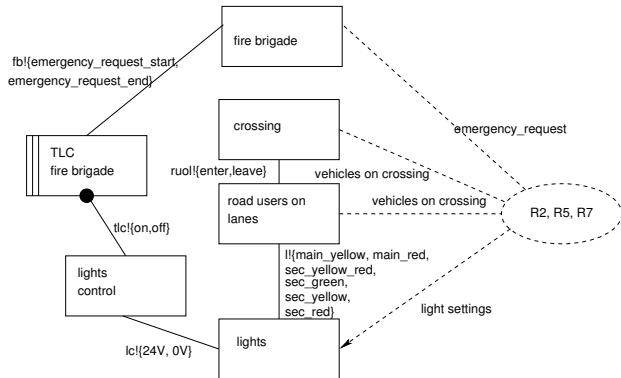 fire brigade
fb!{emergency_request_start,
emergency_request_end}
crossing
emergency_request
TLC
fire brigade
ruol!{enter,leave}
vehicles on crossing
road users on
lanes
vehicles on crossing
R2, R5, R7
tlc!{on,off}
l!{main_yellow, main_red,
sec_yellow_red,
sec_green,
sec_yellow,
sec_red}
lights
control
light settings
lights
lc!{24V, 0V}